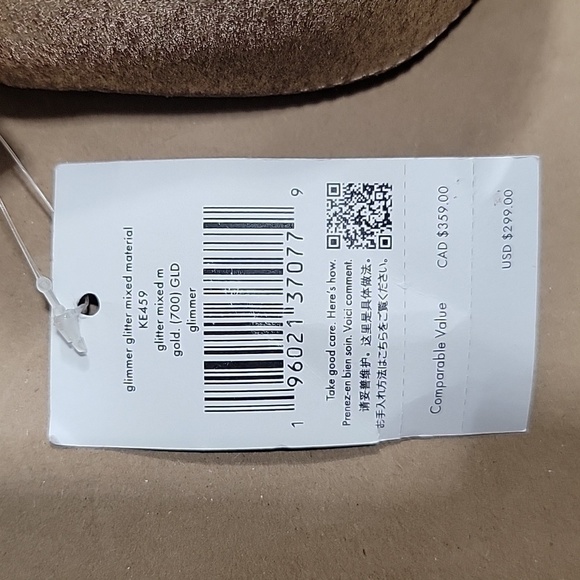 glimmer glitter mixed material
KE459
glitter mixed m
gold. (700) GLD
glimmer
1 96021 37077 9
Take good care. Here's how.
Prenez-en bien soin. Voici comment.
请妥善维护。这里是具体做法。
お手入れ方法はこちらをご覧ください。
Comparable Value CAD $359.00
USD $299.00